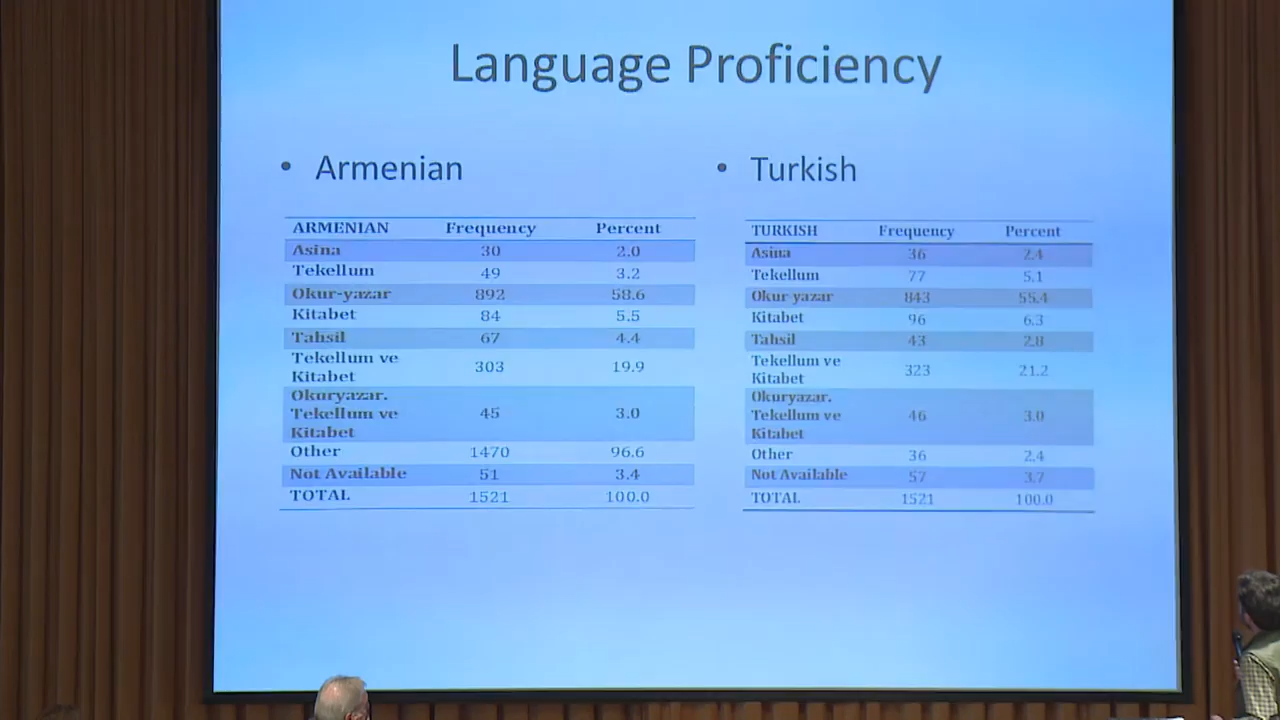 Language Proficiency
• Armenian
ARMENIAN Frequency Percent
Asina 30 2.0
Tekellum 49 3.2
Okur-yazar 892 58.6
Kitabet 84 5.5
Tahsil 67 4.4
Tekellum ve
Kitabet 303 19.9
Okuryazar.
Tekellum ve
Kitabet 45 3.0
Other 1470 96.6
Not Available 51 3.4
TOTAL 1521 100.0
• Turkish
TURKISH Frequency Percent
Asina 36 2.4
Tekellum 77 5.1
Okur yazar 843 55.4
Kitabet 96 6.3
Tahsil 43 2.8
Tekellum ve
Kitabet 323 21.2
Okuryazar.
Tekellum ve
Kitabet 46 3.0
Other 36 2.4
Not Available 57 3.7
TOTAL 1521 100.0